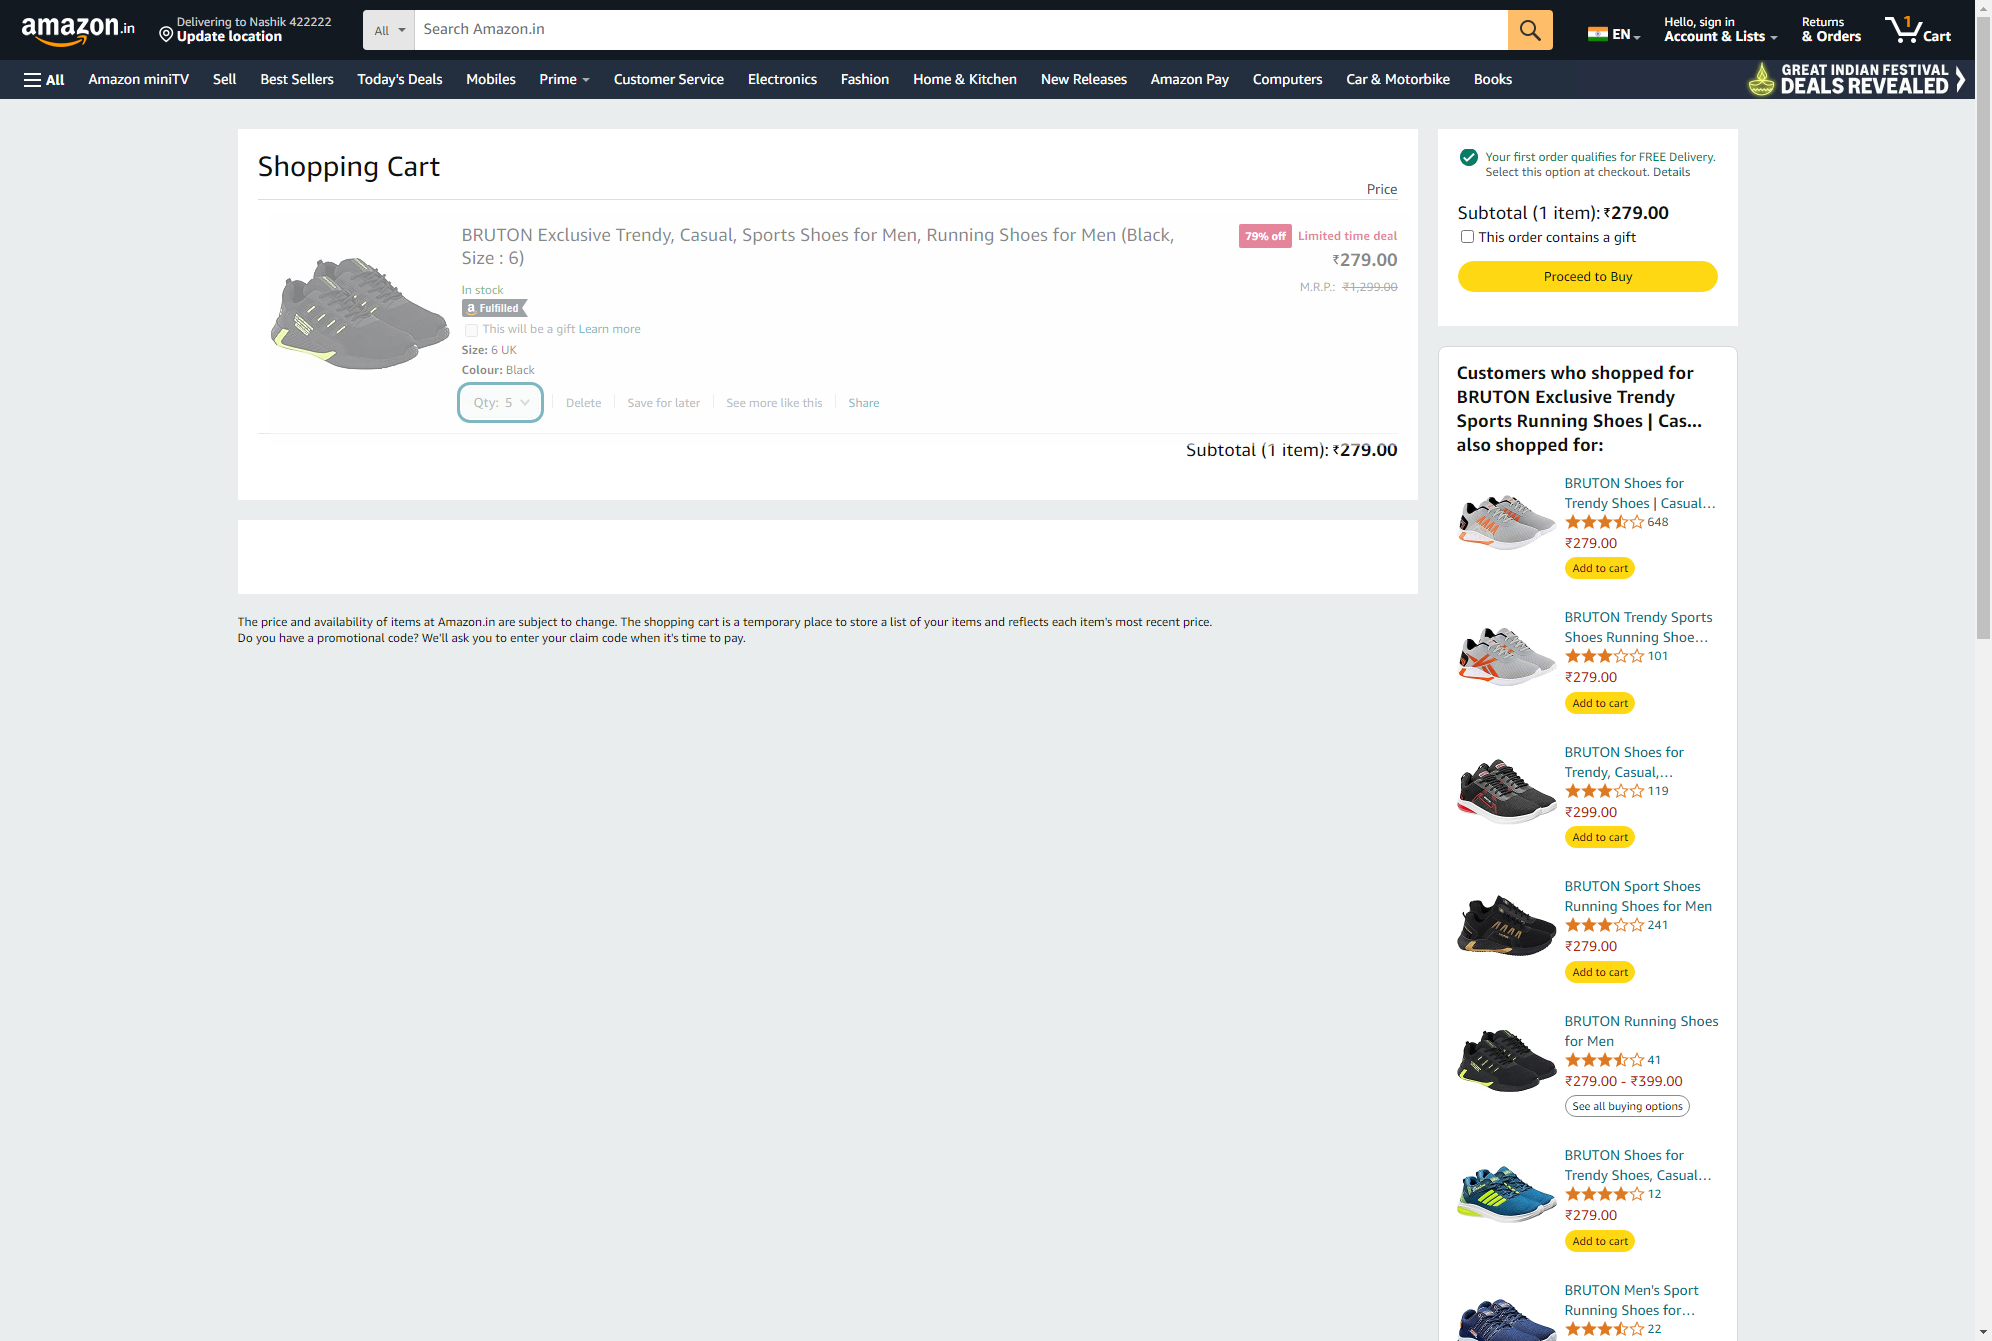 amazon.in
Delivering to Nashik 422222
Update location
All
Search Amazon.in
EN
Hello, sign in
Account & Lists
Returns
& Orders
1
Cart
All
Amazon miniTV
Sell
Best Sellers
Today's Deals
Mobiles
Prime
Customer Service
Electronics
Fashion
Home & Kitchen
New Releases
Amazon Pay
Computers
Car & Motorbike
Books
GREAT INDIAN FESTIVAL
DEALS REVEALED
Shopping Cart
Price
BRUTON Exclusive Trendy, Casual, Sports Shoes for Men, Running Shoes for Men (Black,
Size : 6)
79% off Limited time deal
₹279.00
M.R.P.: ₹1,299.00
In stock
a Fulfilled
This will be a gift Learn more
Size: 6 UK
Colour: Black
Qty: 5
Delete
Save for later
See more like this
Share
Subtotal (1 item): ₹279.00
The price and availability of items at Amazon.in are subject to change. The shopping cart is a temporary place to store a list of your items and reflects each item's most recent price.
Do you have a promotional code? We'll ask you to enter your claim code when it's time to pay.
Your first order qualifies for FREE Delivery.
Select this option at checkout. Details
Subtotal (1 item): ₹279.00
This order contains a gift
Proceed to Buy
Customers who shopped for
BRUTON Exclusive Trendy
Sports Running Shoes | Cas...
also shopped for:
BRUTON Shoes for
Trendy Shoes | Casual...
648
₹279.00
Add to cart
BRUTON Trendy Sports
Shoes Running Shoe...
101
₹279.00
Add to cart
BRUTON Shoes for
Trendy, Casual,...
119
₹299.00
Add to cart
BRUTON Sport Shoes
Running Shoes for Men
241
₹279.00
Add to cart
BRUTON Running Shoes
for Men
41
₹279.00 - ₹399.00
See all buying options
BRUTON Shoes for
Trendy Shoes, Casual...
12
₹279.00
Add to cart
BRUTON Men's Sport
Running Shoes for...
22